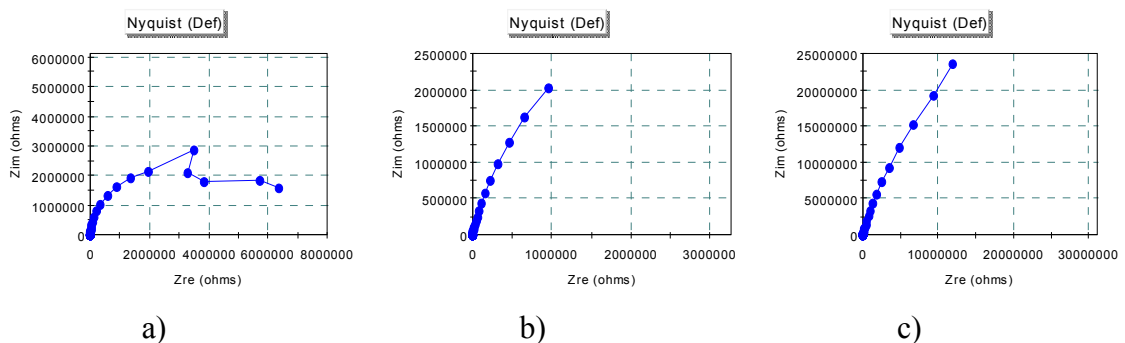 Nyquist (Def)
6000000
5000000
4000000
3000000
2000000
1000000
0
Zim (ohms)
0 2000000 4000000 6000000 8000000
Zre (ohms)
a)
Nyquist (Def)
2500000
2000000
1500000
1000000
500000
0
Zim (ohms)
0 1000000 2000000 3000000
Zre (ohms)
b)
Nyquist (Def)
25000000
20000000
15000000
10000000
5000000
0
Zim (ohms)
0 10000000 20000000 30000000
Zre (ohms)
c)